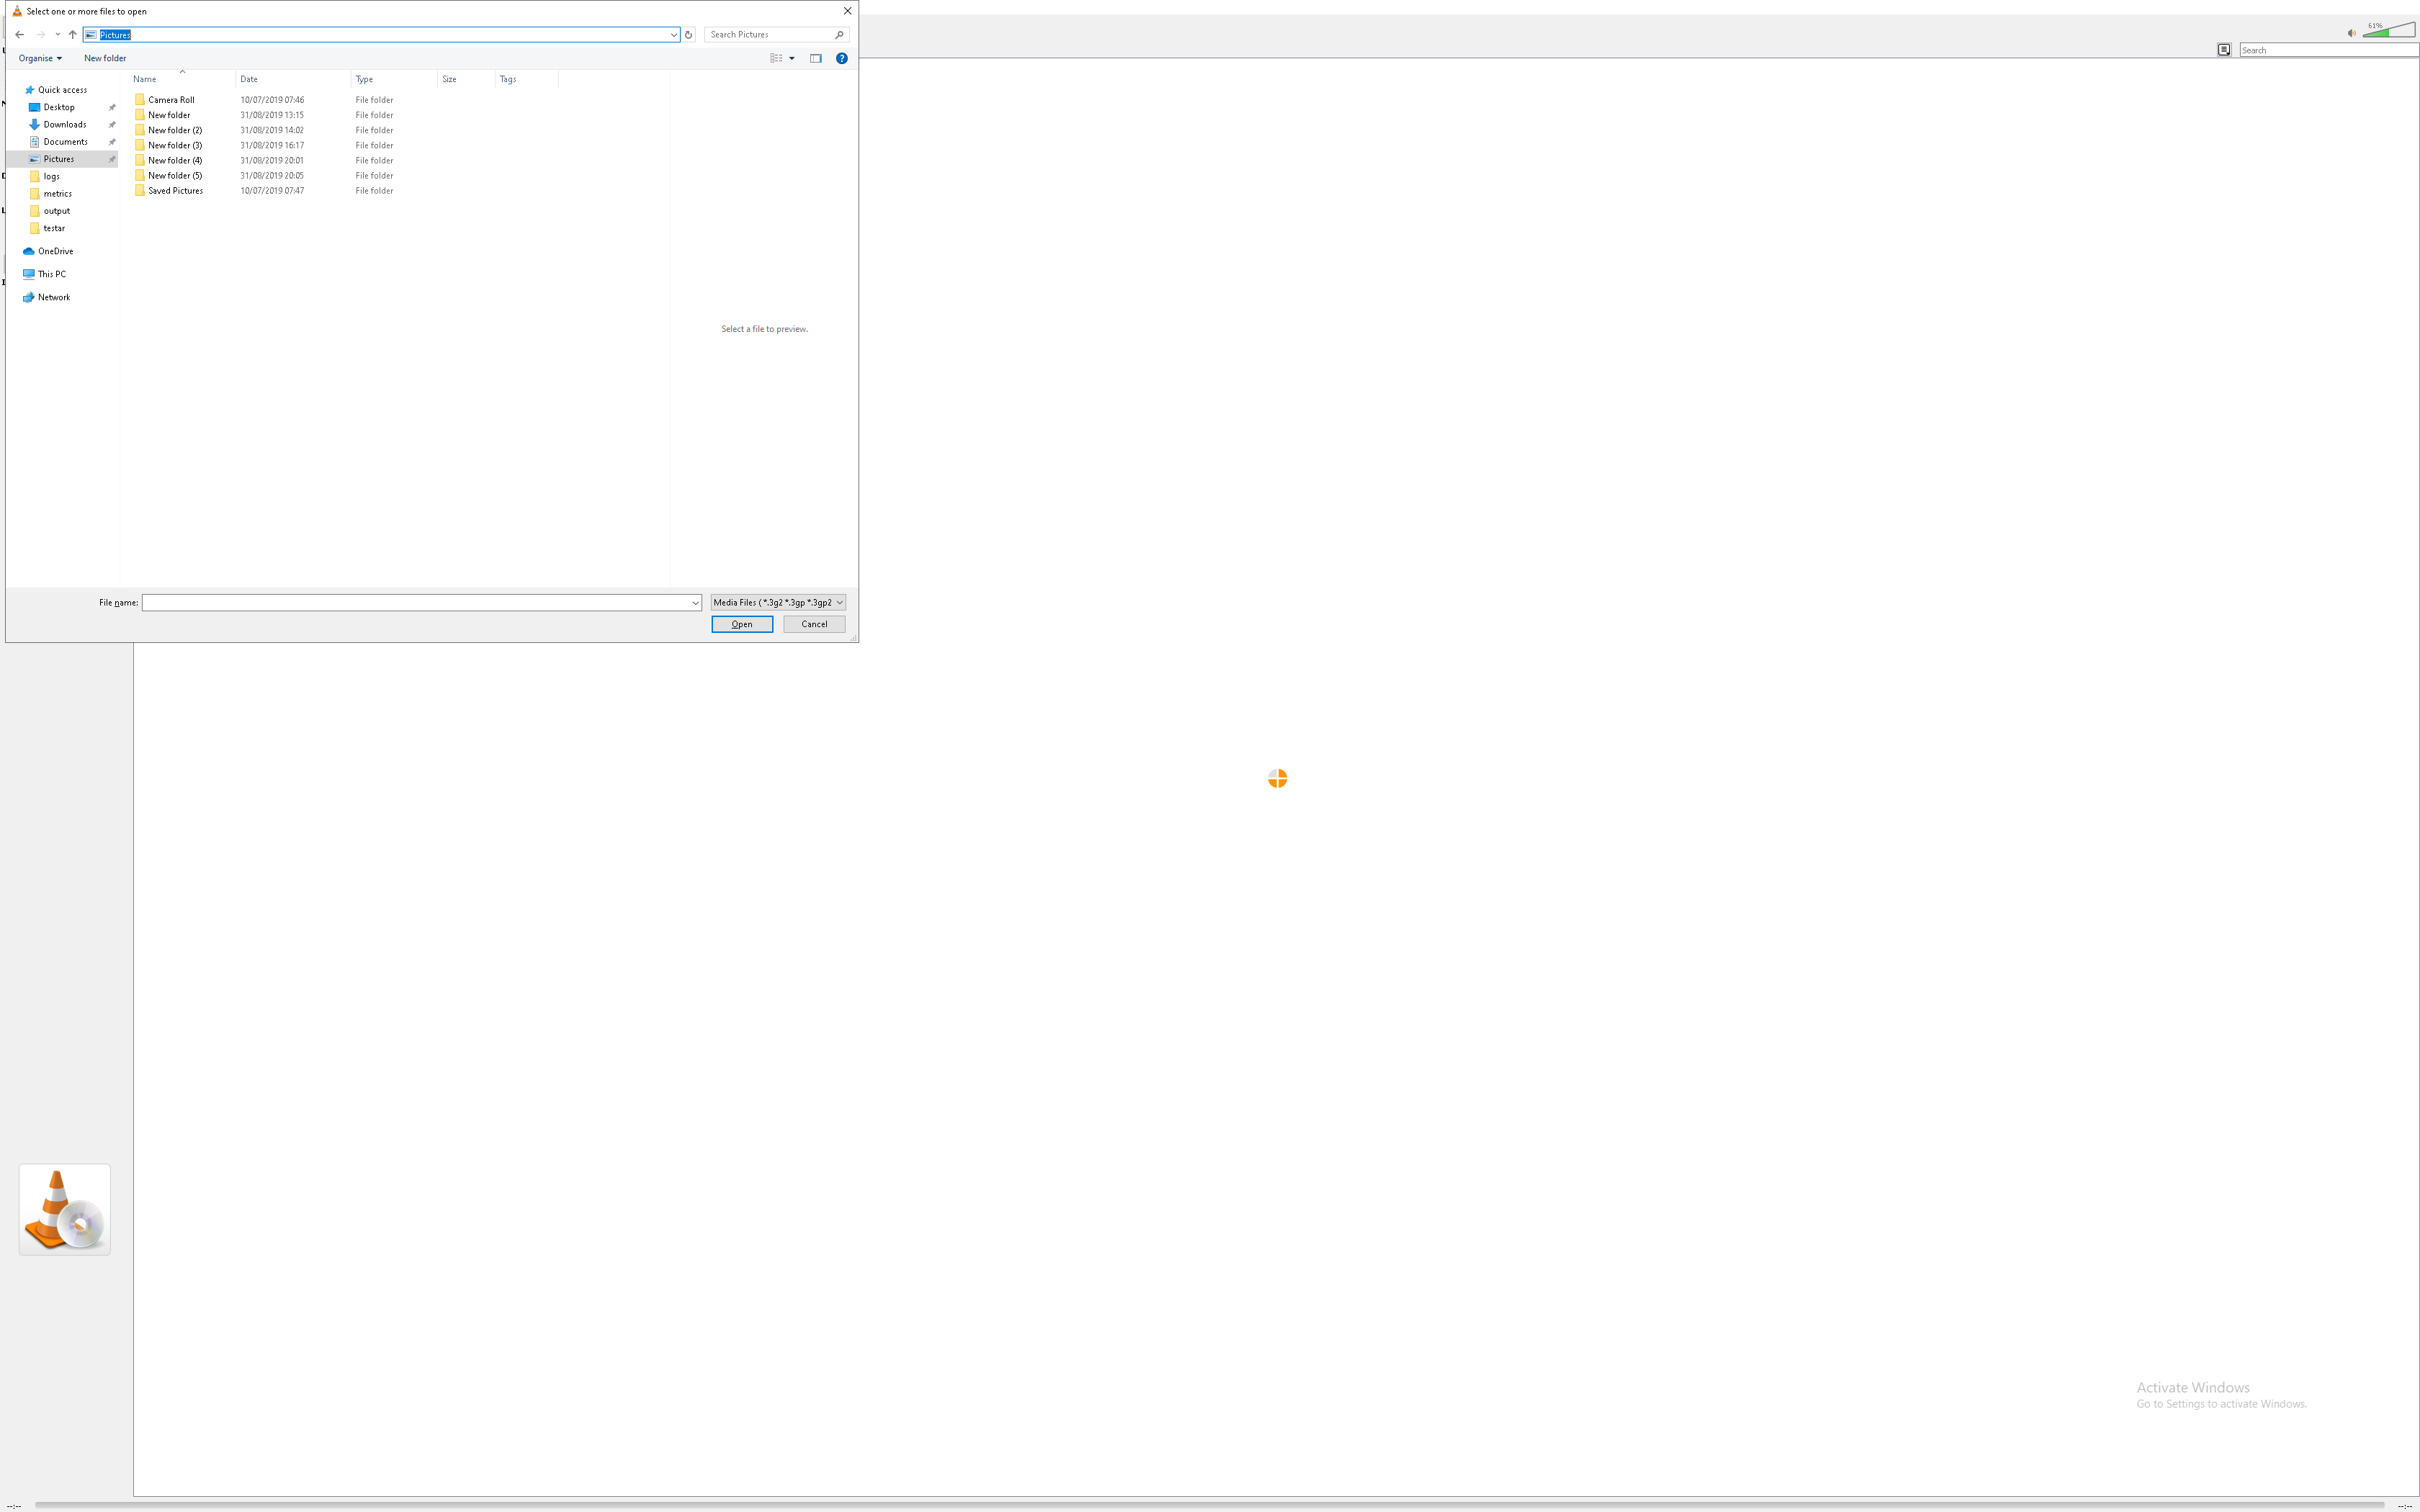 Select one or more files to open
Pictures
Search Pictures
61%
Organise
New folder
Search
Name
Date
Type
Size
Tags
Quick access
Desktop
Downloads
Documents
Pictures
logs
metrics
output
testar
OneDrive
This PC
Network
Camera Roll 10/07/2019 07:46 File folder
New folder 31/08/2019 13:15 File folder
New folder (2) 31/08/2019 14:02 File folder
New folder (3) 31/08/2019 16:17 File folder
New folder (4) 31/08/2019 20:01 File folder
New folder (5) 31/08/2019 20:05 File folder
Saved Pictures 10/07/2019 07:47 File folder
Select a file to preview.
File name:
Media Files ( *.3g2 *.3gp *.3gp2
Open
Cancel
Activate Windows
Go to Settings to activate Windows.
--:--
--:--